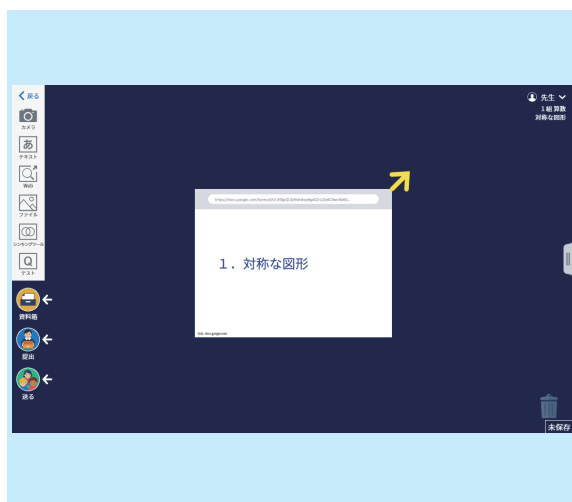 戻る
カメラ
テキスト
Web
ファイル
シンキングツール
テスト
資料箱
提出
送る
先生
1組 算数
対称な図形
1. 対称な図形
未保存